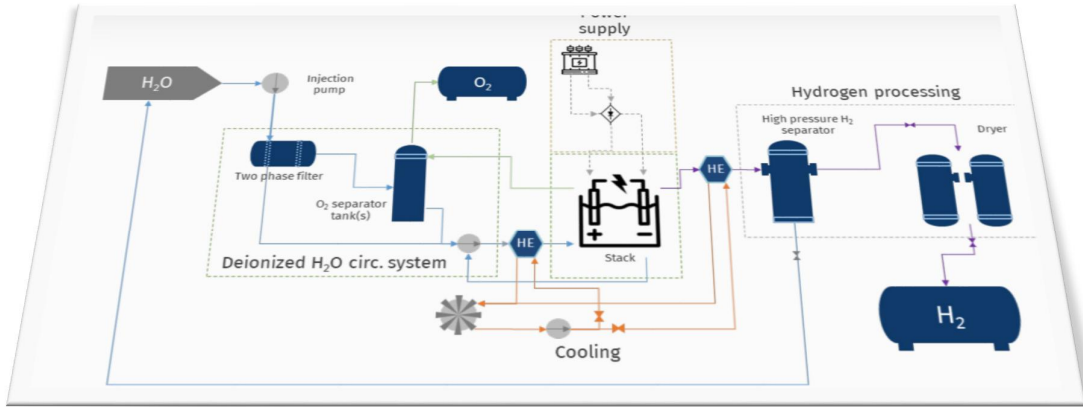 Power
supply
H₂O
Injection
pump
O₂
Hydrogen processing
High pressure H₂
separator
Dryer
Two phase filter
O₂ separator
tank(s)
HE
HE
+
−
Stack
Deionized H₂O circ. system
Cooling
H₂